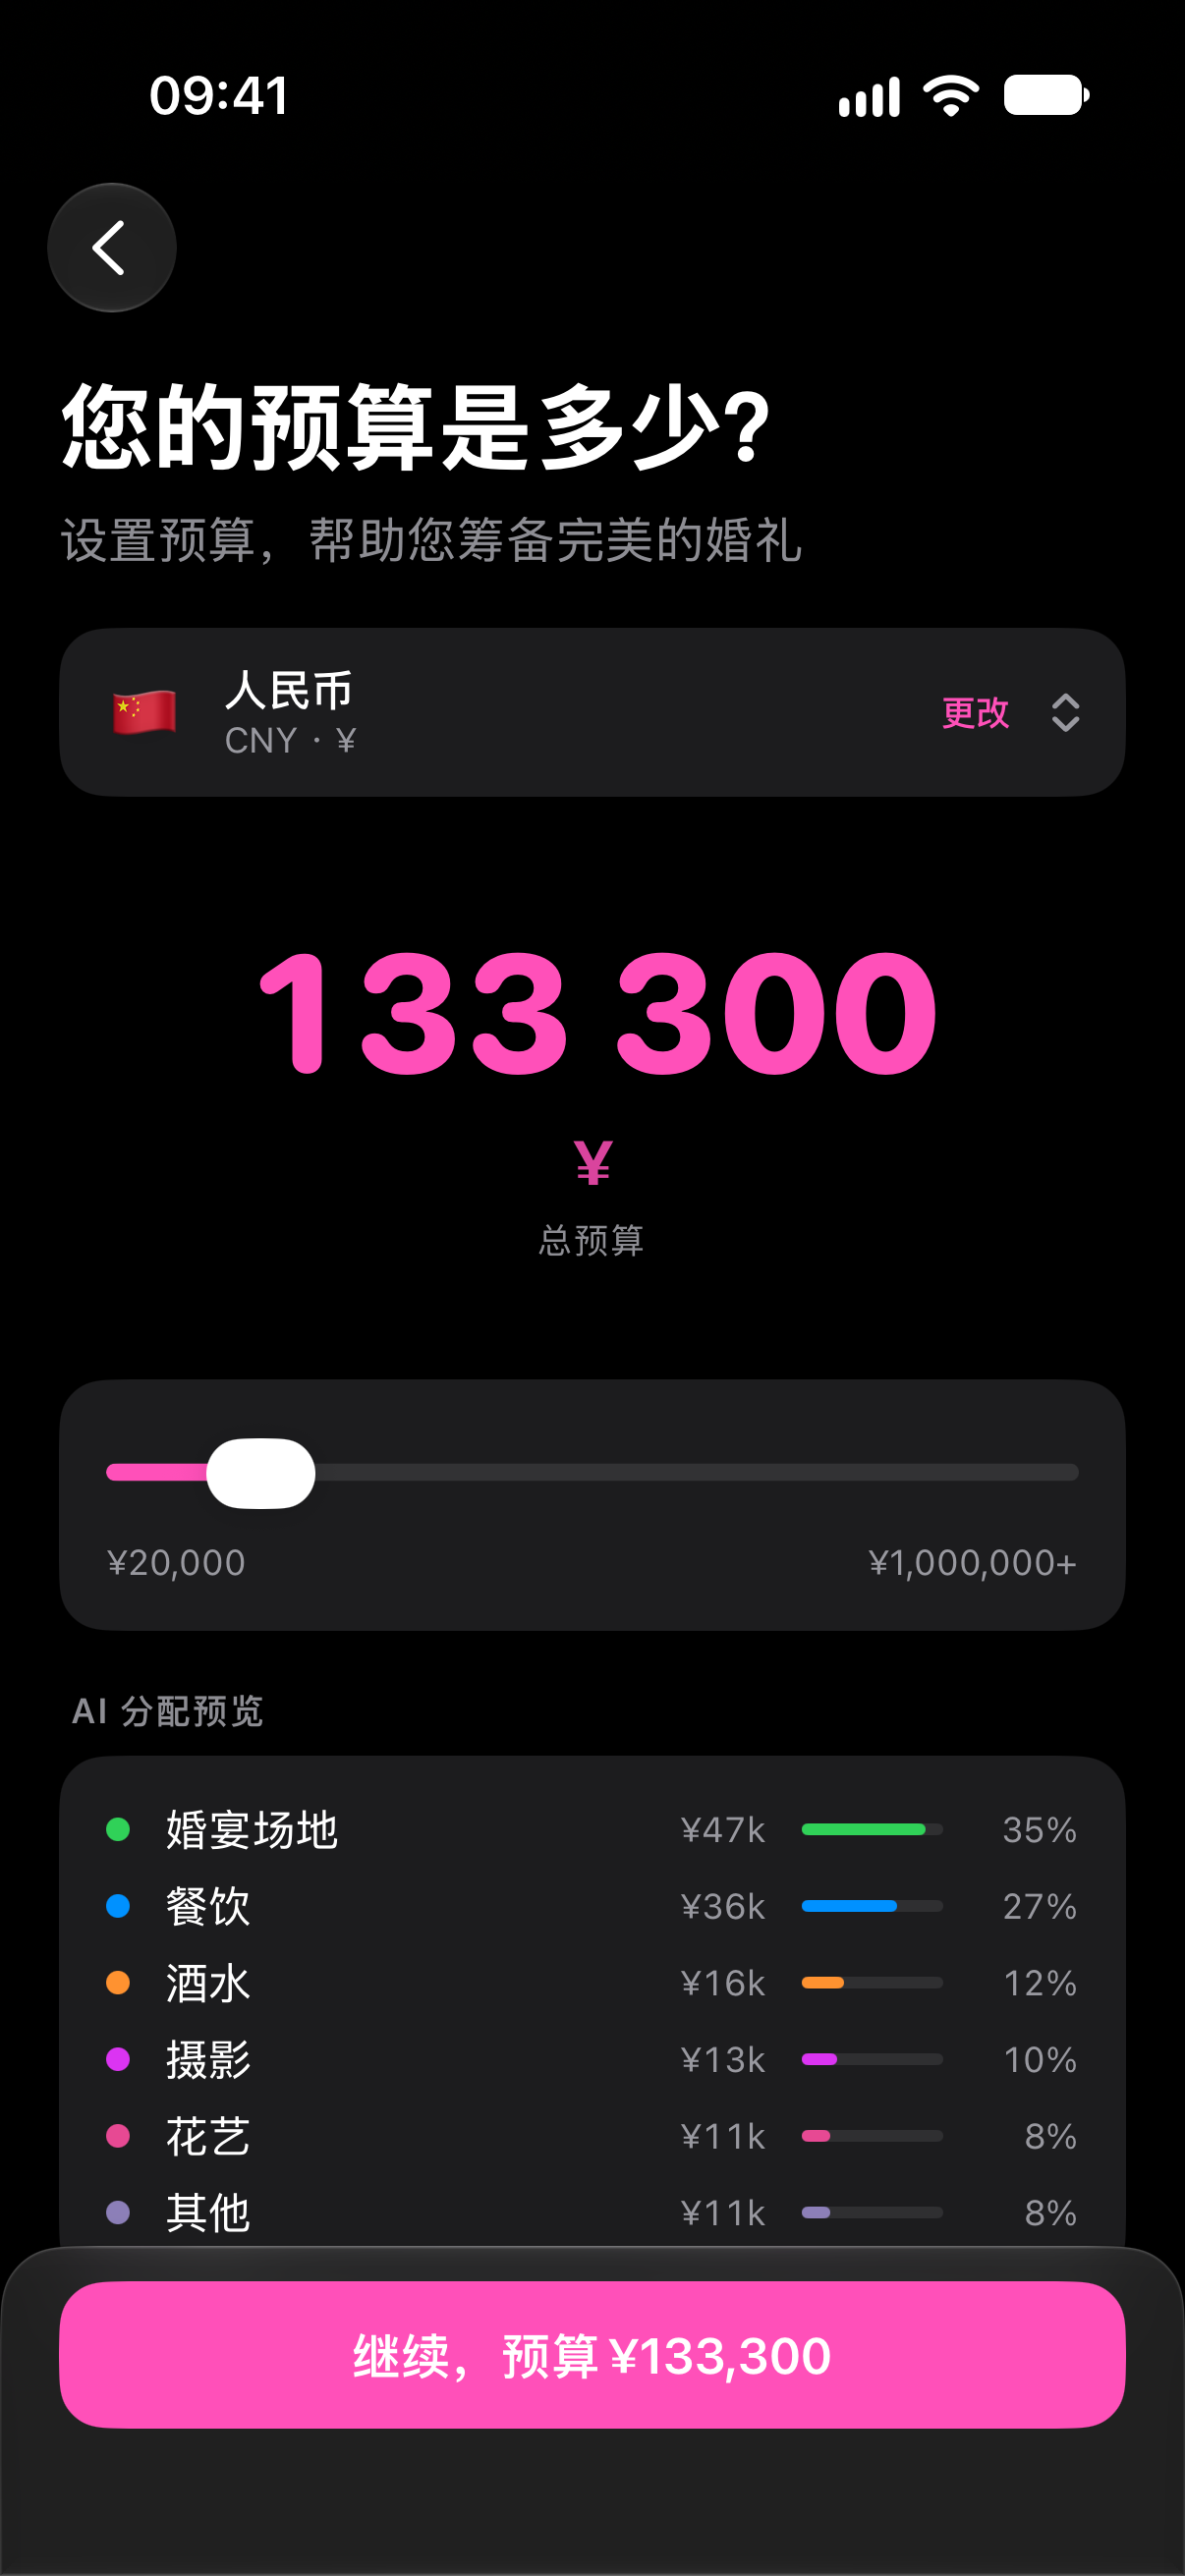 09:41
您的预算是多少?
设置预算，帮助您筹备完美的婚礼
人民币
CNY · ¥
更改
133 300
¥
总预算
¥20,000 ¥1,000,000+
AI 分配预览
婚宴场地 ¥47k 35%
餐饮 ¥36k 27%
酒水 ¥16k 12%
摄影 ¥13k 10%
花艺 ¥11k 8%
其他 ¥11k 8%
继续，预算 ¥133,300